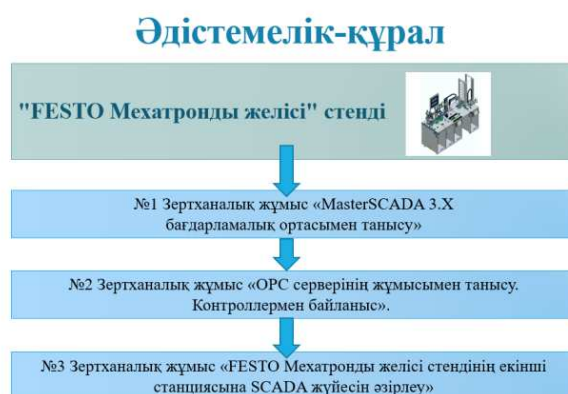 Әдістемелік-құрал
"FESTO Мехатронды желісі" стенді
№1 Зертханалық жұмыс «MasterSCADA 3.X
бағдарламалық ортасымен танысу»
№2 Зертханалық жұмыс «OPC серверінің жұмысымен танысу.
Контроллермен байланыс».
№3 Зертханалық жұмыс «FESTO Мехатронды желісі стендінің екінші
станциясына SCADA жүйесін әзірлеу»